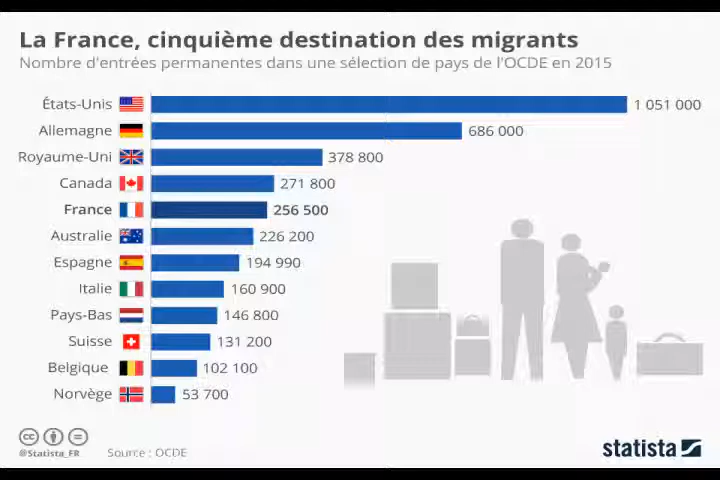 La France, cinquième destination des migrants
Nombre d'entrées permanentes dans une sélection de pays de l'OCDE en 2015
États-Unis 1 051 000
Allemagne 686 000
Royaume-Uni 378 800
Canada 271 800
France 256 500
Australie 226 200
Espagne 194 990
Italie 160 900
Pays-Bas 146 800
Suisse 131 200
Belgique 102 100
Norvège 53 700
cc
@Statista_FR Source : OCDE
statista